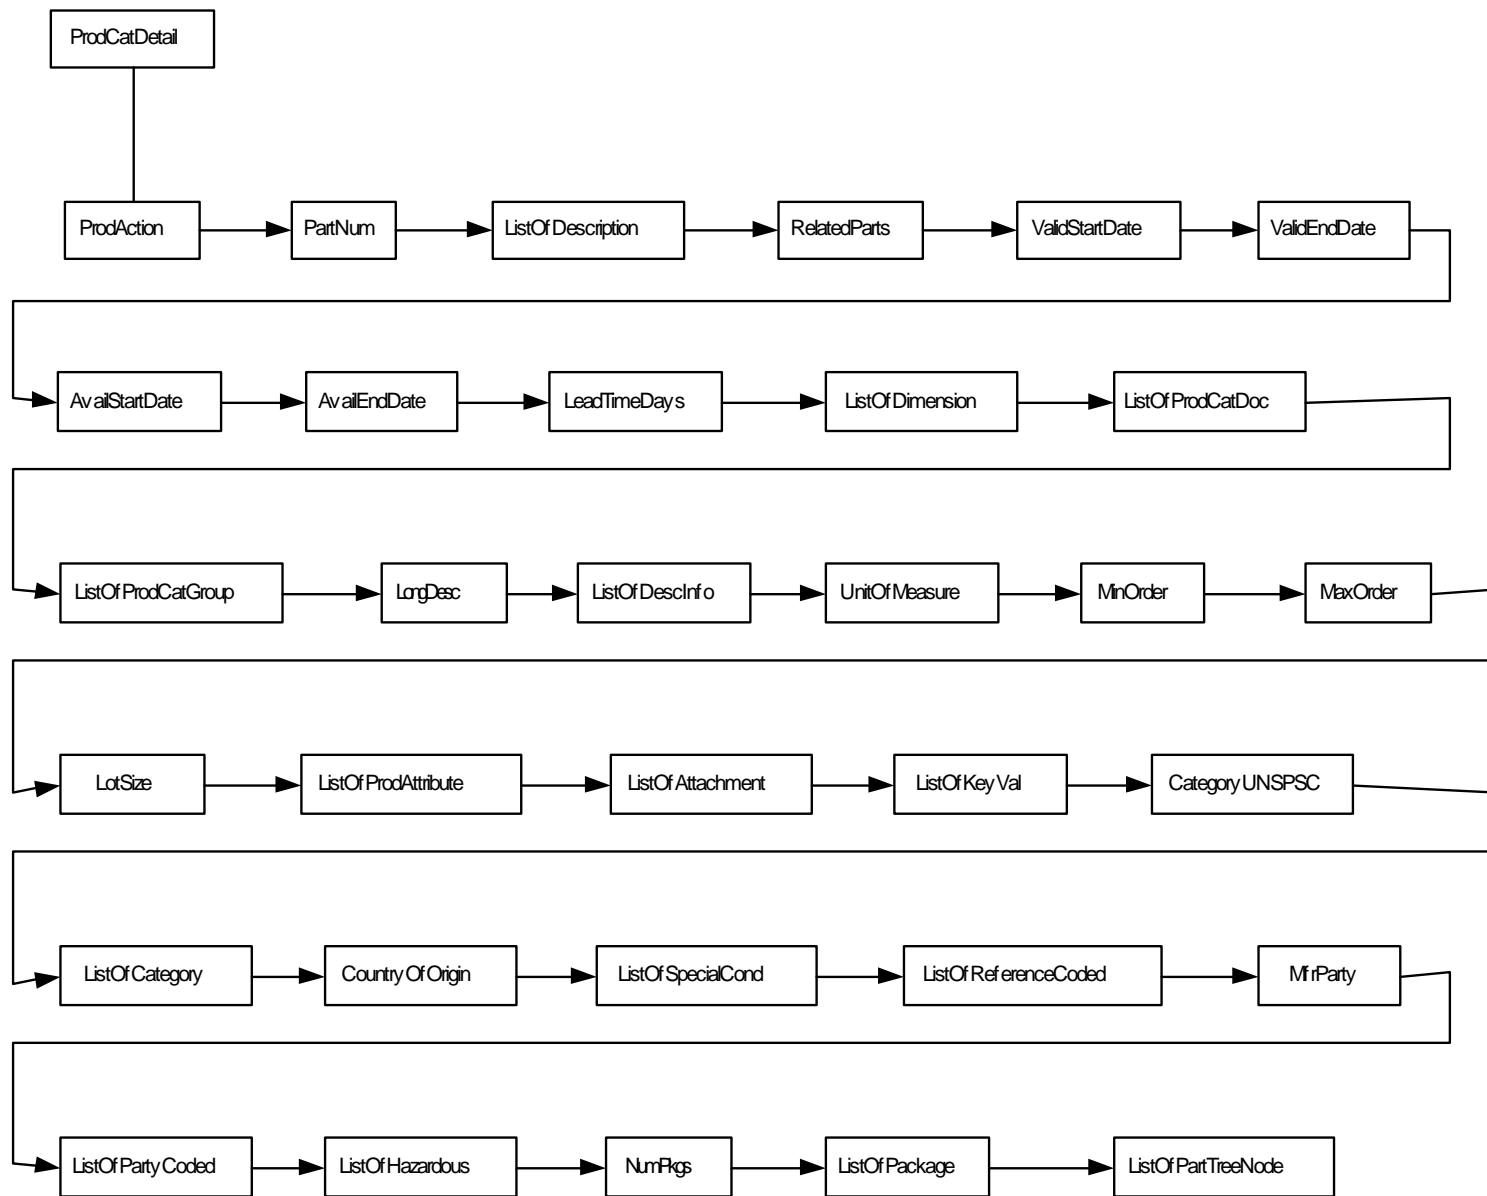 ProdCatDetail
ProdAction
PartNum
ListOfDescription
RelatedParts
ValidStartDate
ValidEndDate
AvailStartDate
AvailEndDate
LeadTimeDays
ListOfDimension
ListOfProdCatDoc
ListOfProdCatGroup
LongDesc
ListOfDescInfo
UnitOfMeasure
MinOrder
MaxOrder
LotSize
ListOfProdAttribute
ListOfAttachment
ListOfKeyVal
CategoryUNSPSC
ListOfCategory
CountryOfOrigin
ListOfSpecialCond
ListOfReferenceCoded
MfrParty
ListOfPartyCoded
ListOfHazardous
NumPkgs
ListOfPackage
ListOfPartTreeNode